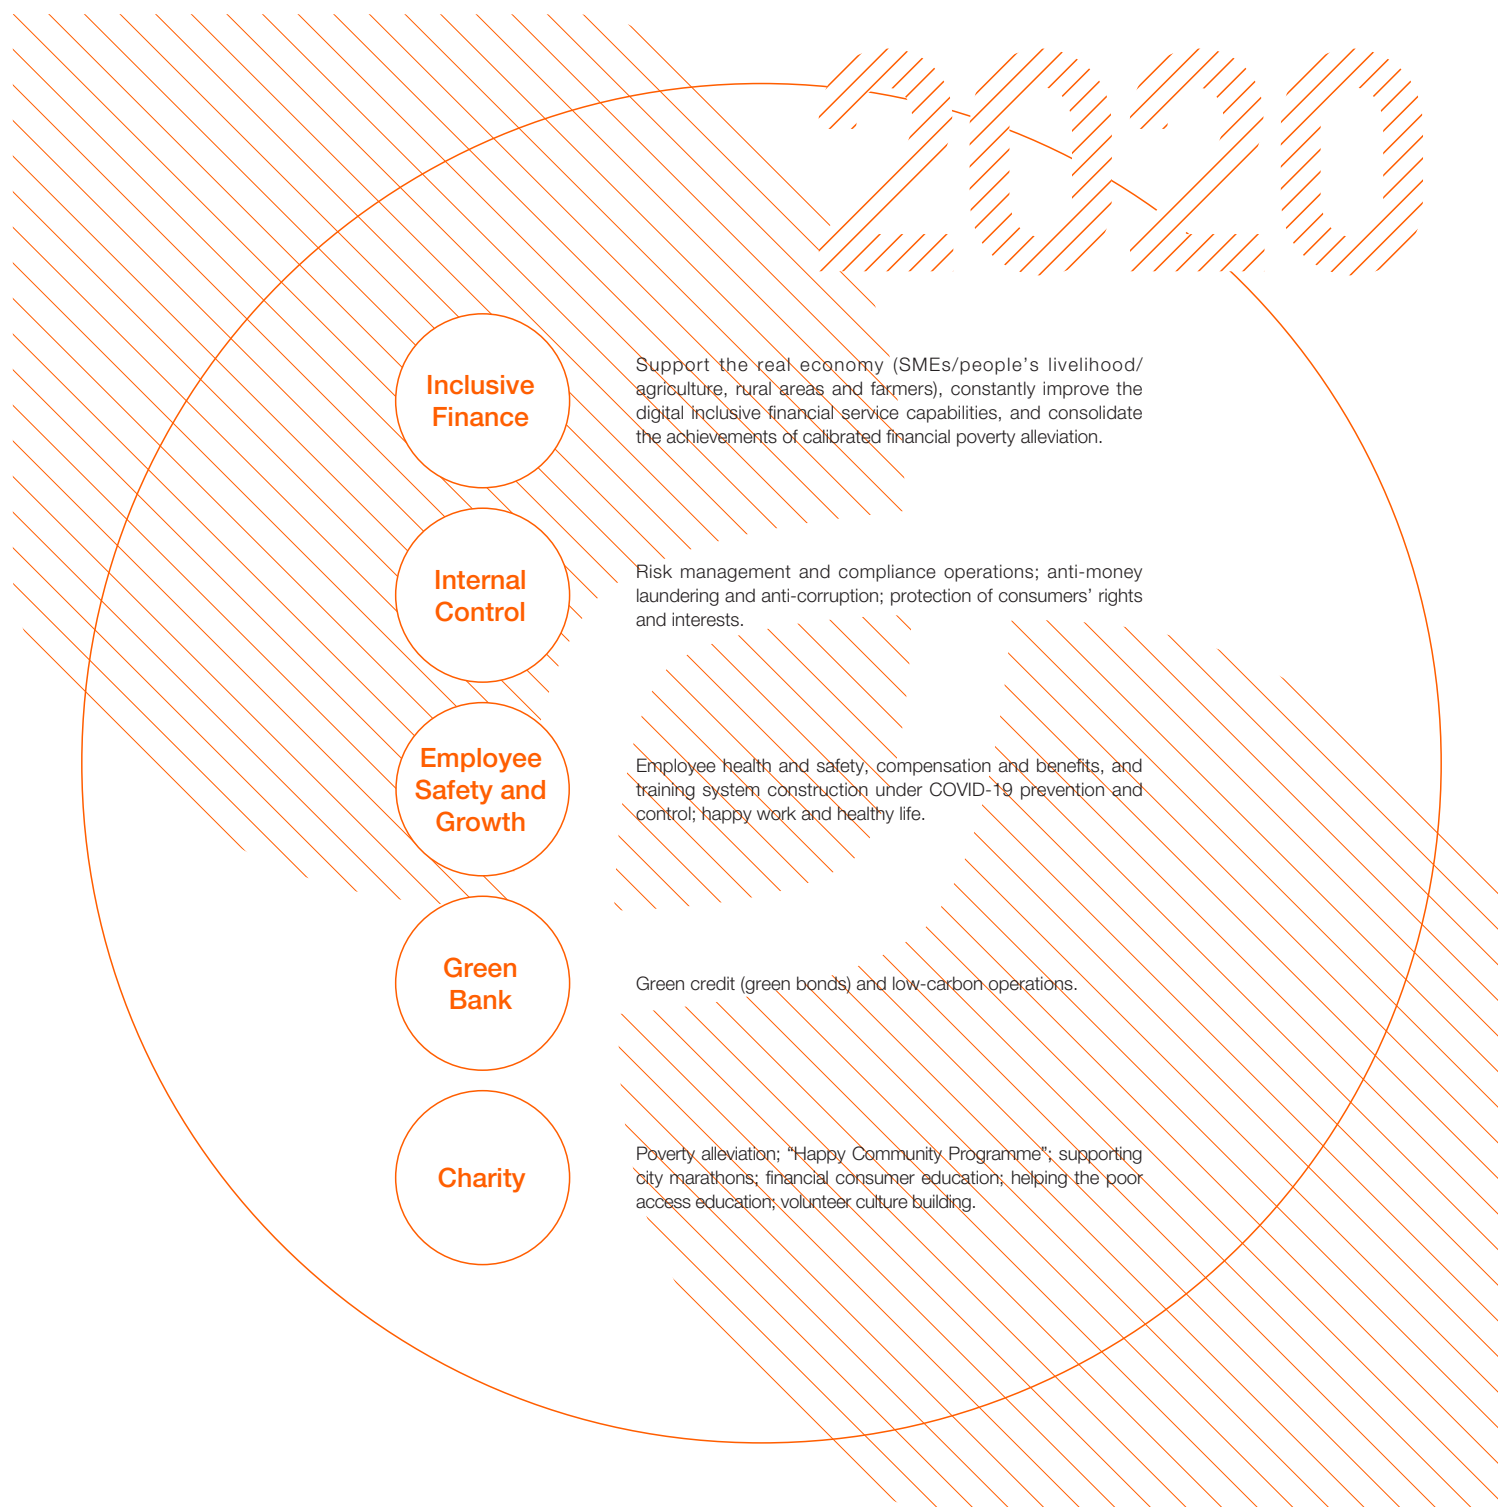 2020
Inclusive
Finance
Support the real economy (SMEs/people’s livelihood/
agriculture, rural areas and farmers), constantly improve the
digital inclusive financial service capabilities, and consolidate
the achievements of calibrated financial poverty alleviation.
Internal
Control
Risk management and compliance operations; anti-money
laundering and anti-corruption; protection of consumers’ rights
and interests.
Employee
Safety and
Growth
Employee health and safety, compensation and benefits, and
training system construction under COVID-19 prevention and
control; happy work and healthy life.
Green
Bank
Green credit (green bonds) and low-carbon operations.
Charity
Poverty alleviation; “Happy Community Programme”; supporting
city marathons; financial consumer education; helping the poor
access education; volunteer culture building.